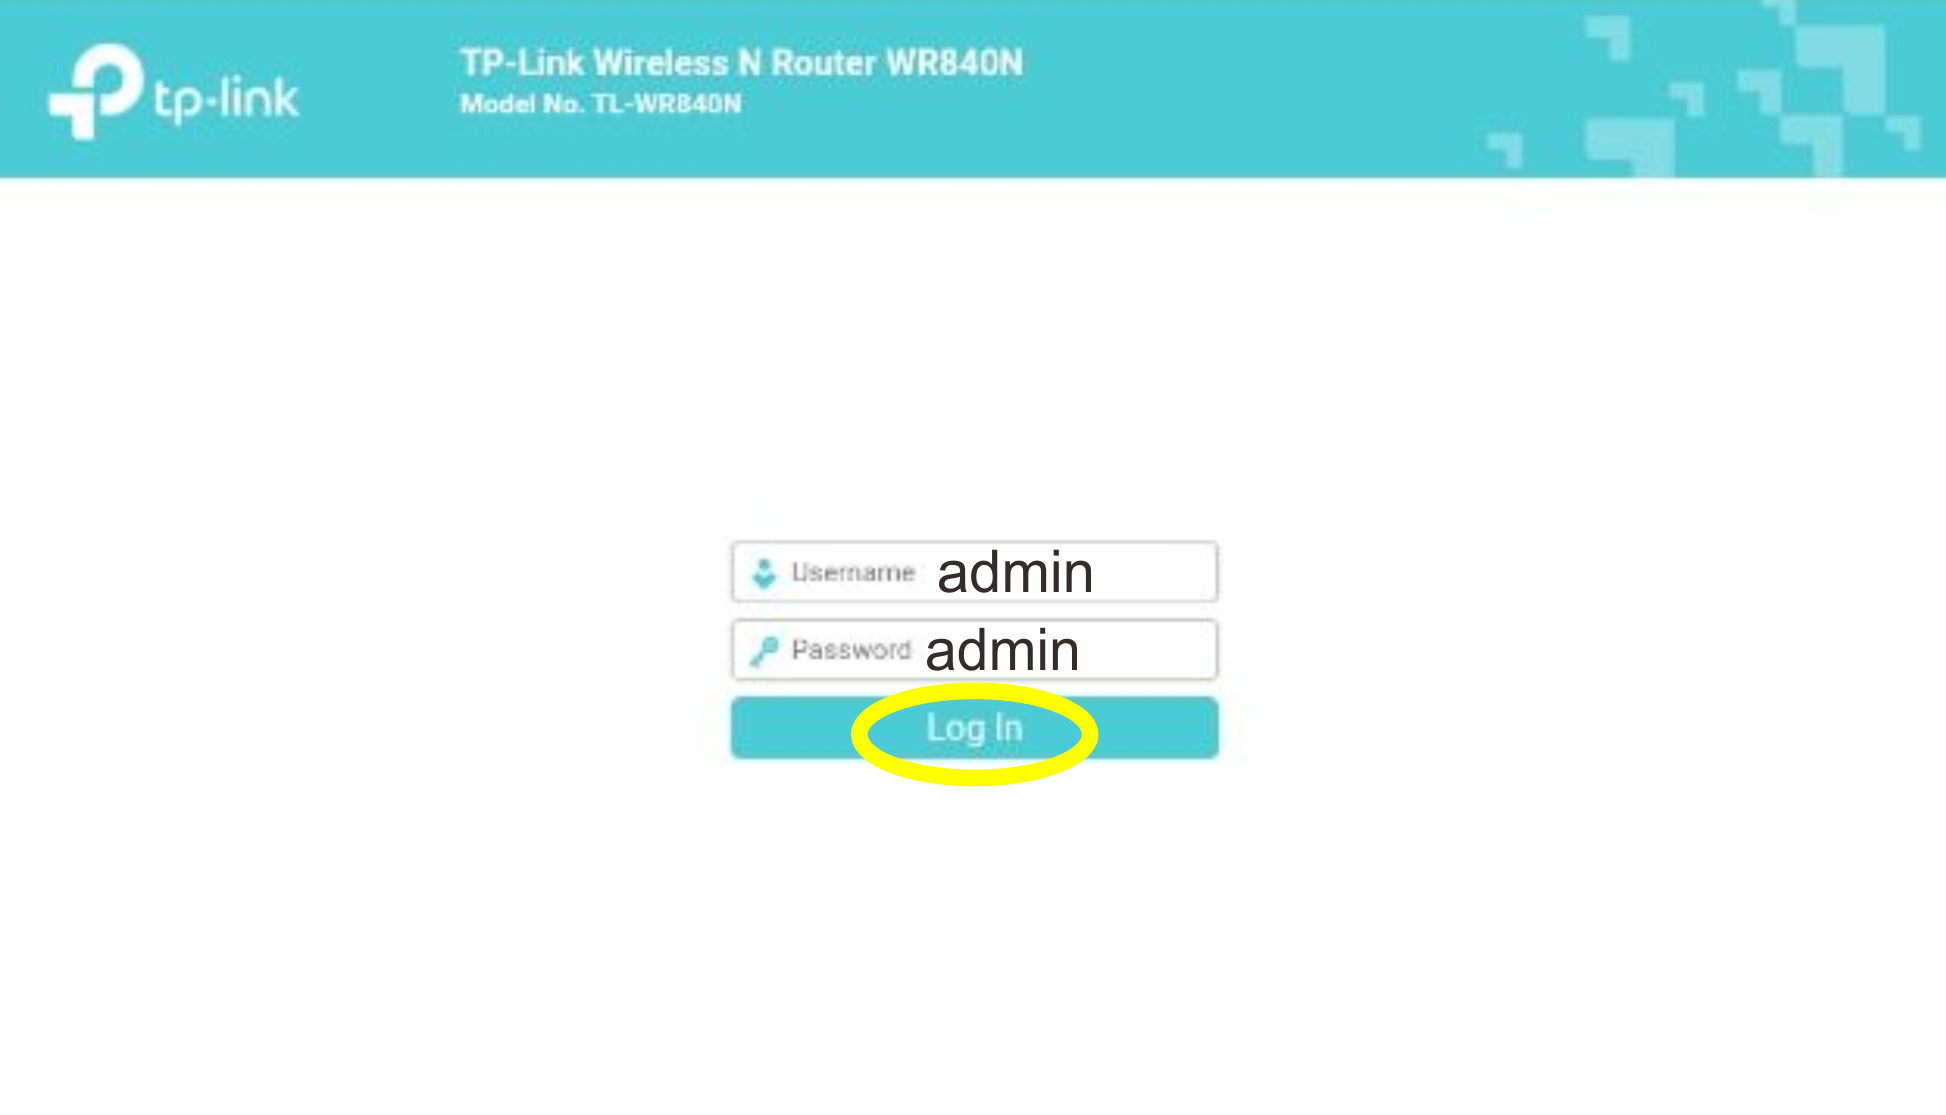 tp-link
TP-Link Wireless N Router WR840N
Model No. TL-WR840N
Username admin
Password admin
Log In